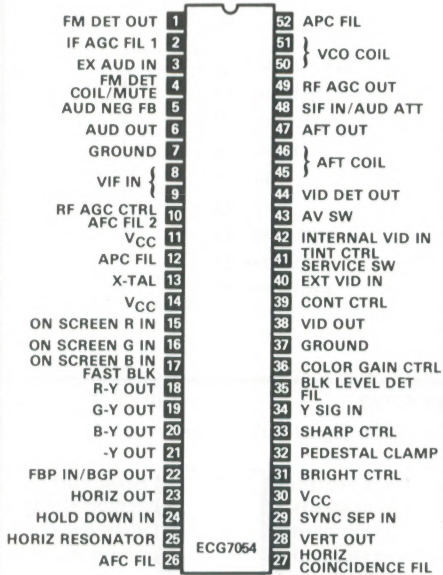 FM DET OUT 1
IF AGC FIL 1 2
EX AUD IN 3
FM DET
COIL/MUTE 4
AUD NEG FB 5
AUD OUT 6
GROUND 7
VIF IN { 8
9
RF AGC CTRL
AFC FIL 2 10
VCC 11
APC FIL 12
X-TAL 13
VCC 14
ON SCREEN R IN 15
ON SCREEN G IN 16
ON SCREEN B IN
FAST BLK 17
R-Y OUT 18
G-Y OUT 19
B-Y OUT 20
-Y OUT 21
FBP IN/BGP OUT 22
HORIZ OUT 23
HOLD DOWN IN 24
HORIZ RESONATOR 25
AFC FIL 26
ECG7054
52 APC FIL
51
50 } VCO COIL
49 RF AGC OUT
48 SIF IN/AUD ATT
47 AFT OUT
46
45 } AFT COIL
44 VID DET OUT
43 AV SW
42 INTERNAL VID IN
41 TINT CTRL
SERVICE SW
40 EXT VID IN
39 CONT CTRL
38 VID OUT
37 GROUND
36 COLOR GAIN CTRL
35 BLK LEVEL DET
FIL
34 Y SIG IN
33 SHARP CTRL
32 PEDESTAL CLAMP
31 BRIGHT CTRL
30 VCC
29 SYNC SEP IN
28 VERT OUT
27 HORIZ
COINCIDENCE FIL